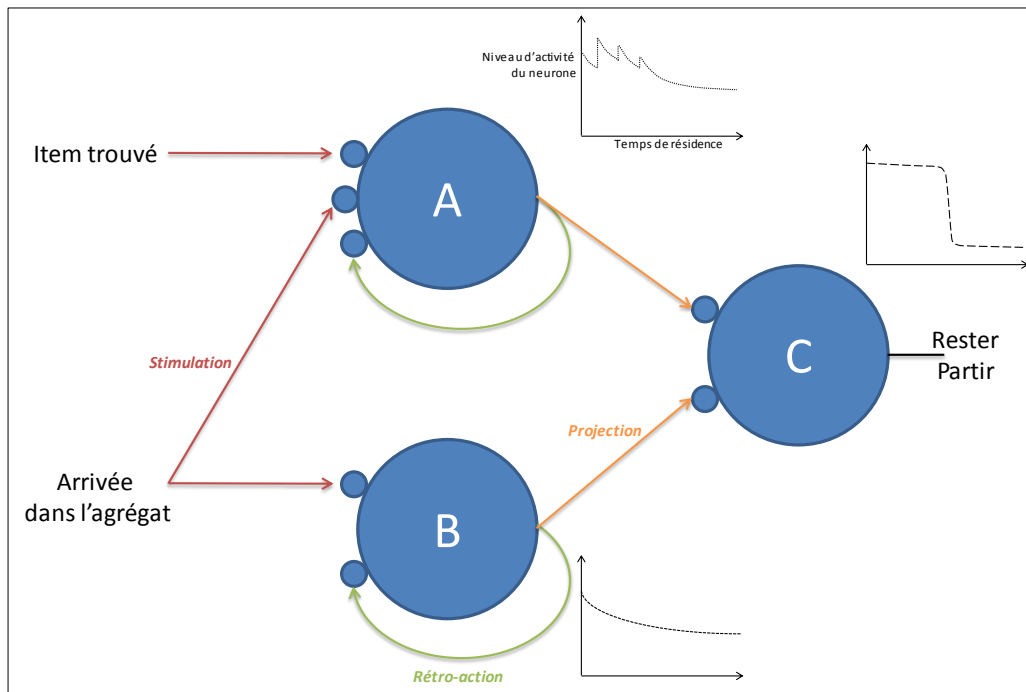 Niveau d'activité
du neurone
Temps de résidence
Item trouvé
A
Stimulation
C
Rester
Partir
Projection
Arrivée
dans l'agrégat
B
Rétro-action